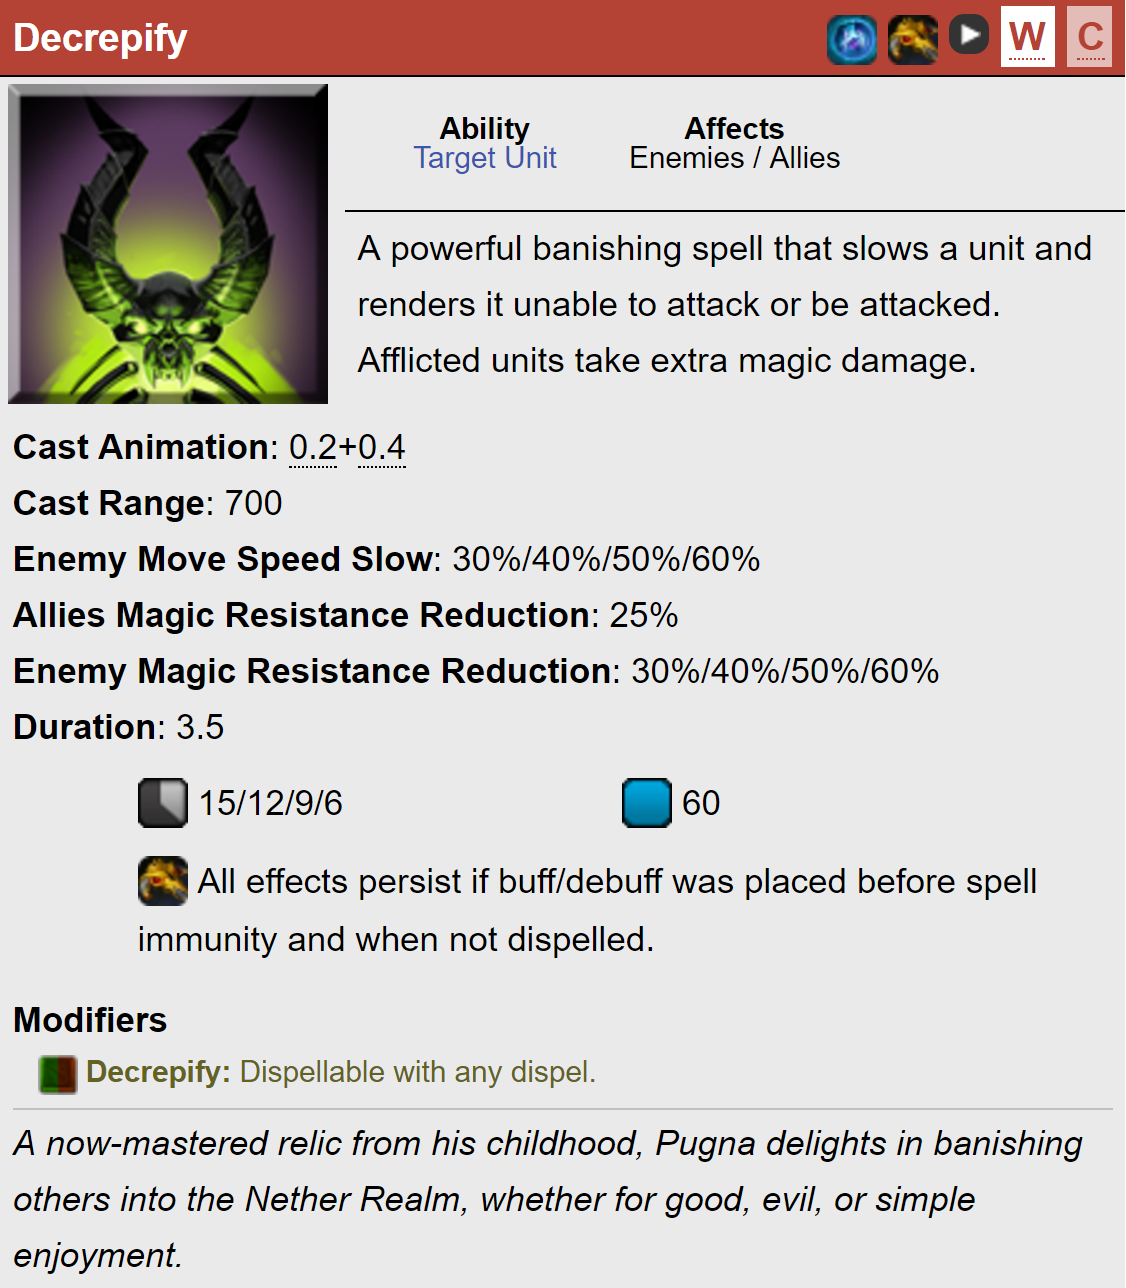 Decrepify W C
Ability Affects
Target Unit Enemies / Allies
A powerful banishing spell that slows a unit and
renders it unable to attack or be attacked.
Afflicted units take extra magic damage.
Cast Animation: 0.2+0.4
Cast Range: 700
Enemy Move Speed Slow: 30%/40%/50%/60%
Allies Magic Resistance Reduction: 25%
Enemy Magic Resistance Reduction: 30%/40%/50%/60%
Duration: 3.5
15/12/9/6 60
All effects persist if buff/debuff was placed before spell
immunity and when not dispelled.
Modifiers
Decrepify: Dispellable with any dispel.
A now-mastered relic from his childhood, Pugna delights in banishing
others into the Nether Realm, whether for good, evil, or simple
enjoyment.